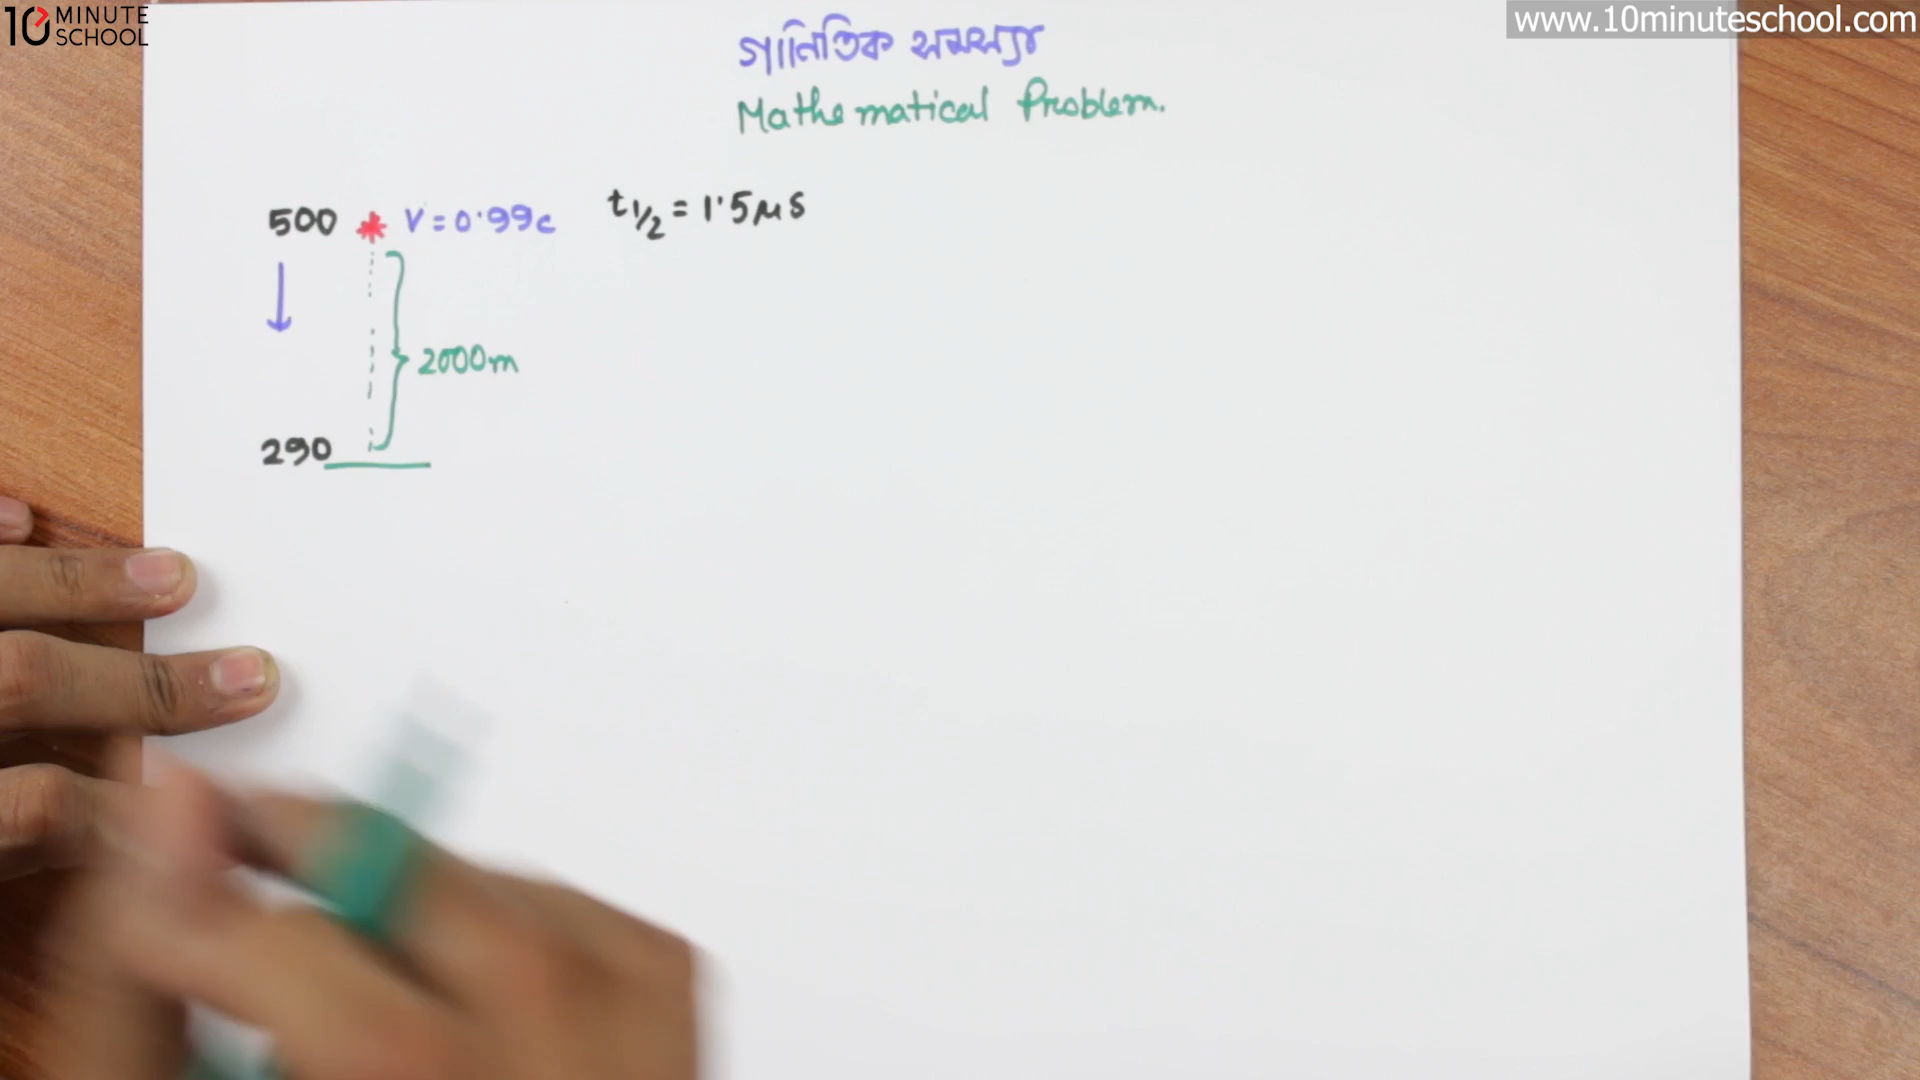 10 MINUTE SCHOOL
www.10minuteschool.com
গানিতিক সমস্যা
Mathematical Problem.
500 * V = 0.99c t1/2 = 1.5μs
2000m
290